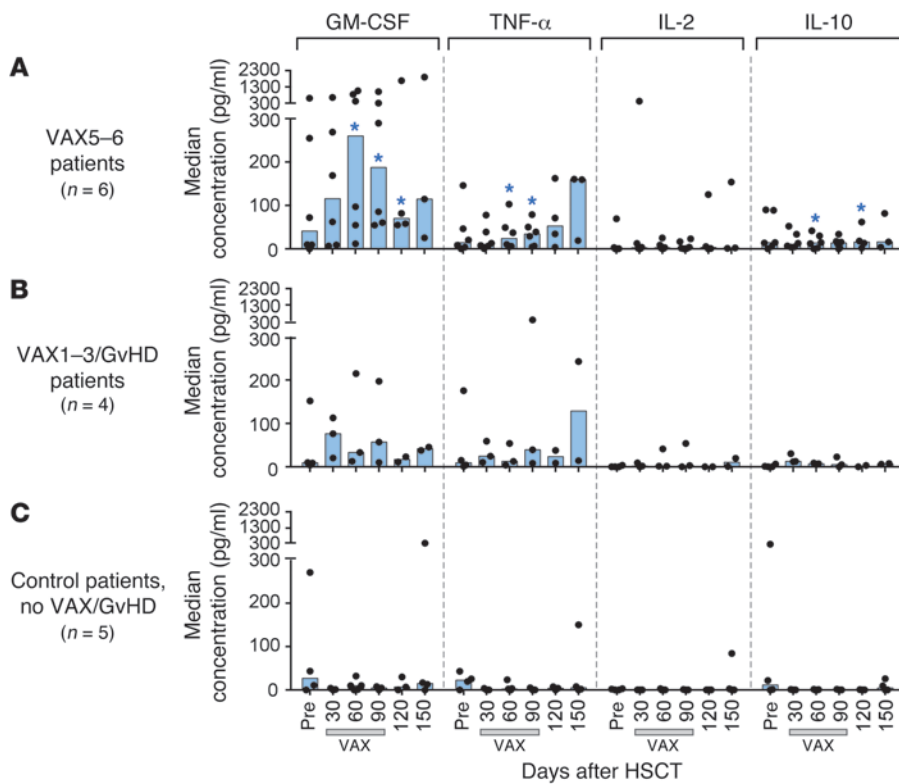 GM-CSF TNF-α IL-2 IL-10
A
VAX5–6
patients
(n = 6)
Median
concentration (pg/ml)
2300
1300
300
300
200
100
0
* * *
* *
* *
B
VAX1–3/GvHD
patients
(n = 4)
Median
concentration (pg/ml)
2300
1300
300
300
200
100
0
C
Control patients,
no VAX/GvHD
(n = 5)
Median
concentration (pg/ml)
2300
1300
300
300
200
100
0
Pre 30 60 90 120 150 Pre 30 60 90 120 150 Pre 30 60 90 120 150 Pre 30 60 90 120 150
VAX VAX VAX VAX
Days after HSCT